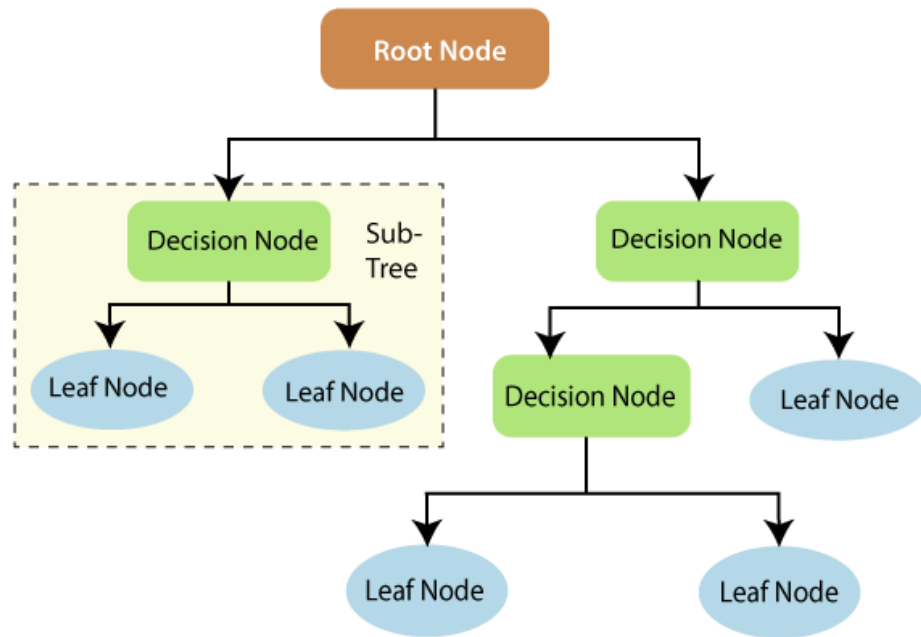 Root Node
Decision Node
Sub-
Tree
Decision Node
Leaf Node
Leaf Node
Decision Node
Leaf Node
Leaf Node
Leaf Node